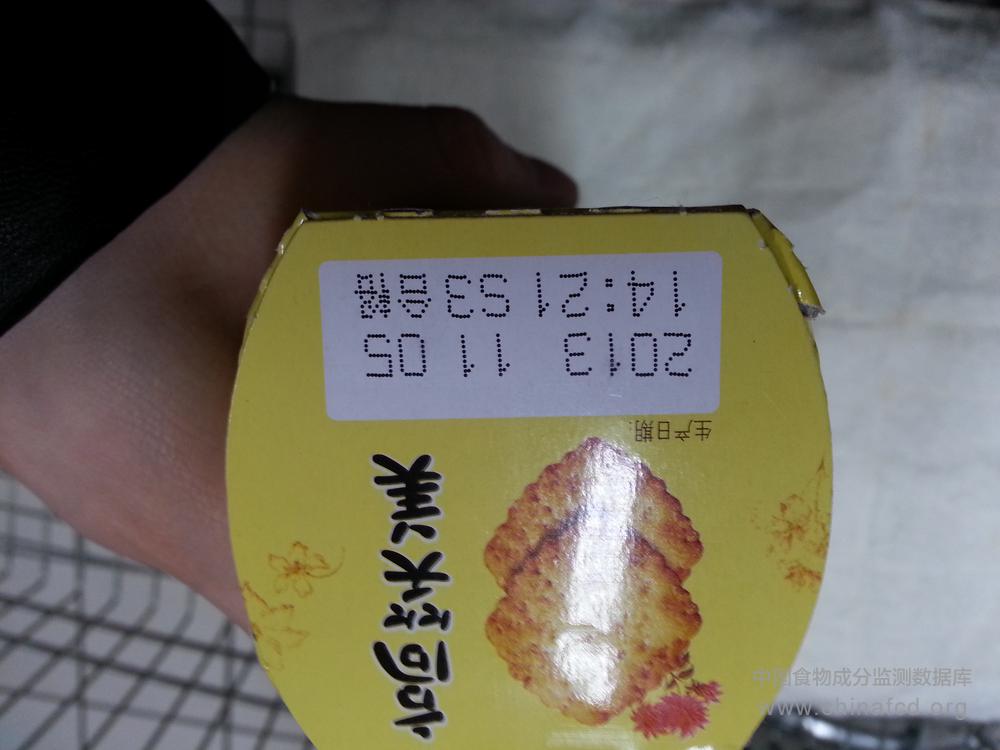 生产日期:
2013 11 05
14:21 S3合格
中国食物成分监测数据库
www.chinafcd.org